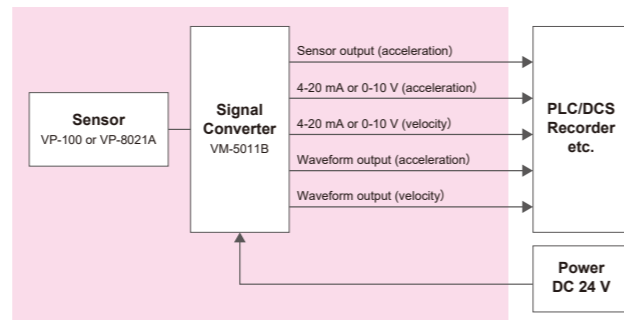 Sensor
VP-100 or VP-8021A
Signal
Converter
VM-5011B
Sensor output (acceleration)
4-20 mA or 0-10 V (acceleration)
4-20 mA or 0-10 V (velocity)
Waveform output (acceleration)
Waveform output (velocity)
PLC/DCS
Recorder
etc.
Power
DC 24 V